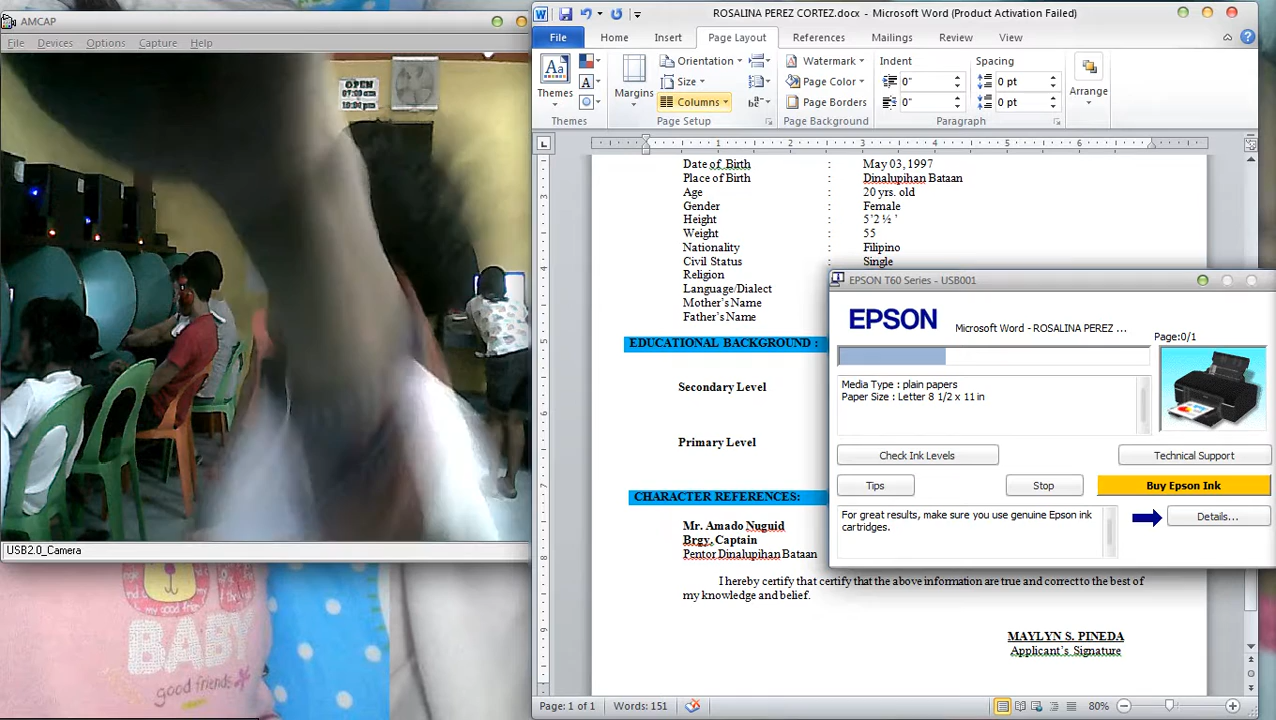 AMCAP
File Devices Options Capture Help
OPEN
USB2.0_Camera
BABY
good friends
ROSALINA PEREZ CORTEZ.docx - Microsoft Word (Product Activation Failed)
File Home Insert Page Layout References Mailings Review View
Themes
Themes
Margins
Orientation
Size
Columns
Page Setup
Watermark
Page Color
Page Borders
Page Background
Indent
0"
0"
Spacing
0 pt
0 pt
Paragraph
Arrange
Date of Birth : May 03, 1997
Place of Birth : Dinalupihan Bataan
Age : 20 yrs. old
Gender : Female
Height : 5'2 ½ '
Weight : 55
Nationality : Filipino
Civil Status : Single
Religion
Language/Dialect
Mother's Name
Father's Name
EDUCATIONAL BACKGROUND :
Secondary Level
Primary Level
CHARACTER REFERENCES:
Mr. Amado Nuguid
Brgy. Captain
Pentor Dinalupihan Bataan
I hereby certify that certify that the above information are true and correct to the best of
my knowledge and belief.
MAYLYN S. PINEDA
Applicant's Signature
EPSON T60 Series - USB001
EPSON
Microsoft Word - ROSALINA PEREZ ...
Page:0/1
Media Type : plain papers
Paper Size : Letter 8 1/2 x 11 in
Check Ink Levels
Technical Support
Tips
Stop
Buy Epson Ink
For great results, make sure you use genuine Epson ink
cartridges.
Details...
Page: 1 of 1
Words: 151
80%